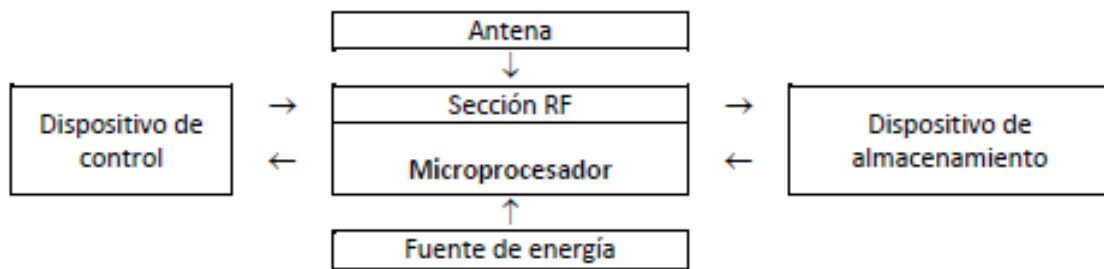 Antena
↓
Sección RF
Dispositivo de
control
→
←
Microprocesador
→
←
Dispositivo de
almacenamiento
↑
Fuente de energía